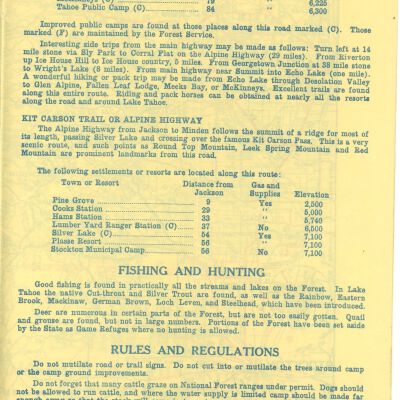 Tahoe Public Camp (C) 84 " 6,300
Improved public camps are found at those places along this road marked (C). Those
marked (F) are maintained by the Forest Service.
Interesting side trips from the main highway may be made as follows: Turn left at 14
mile stone via Sly Park to Corral Flat on the Alpine Highway (29 miles). From Riverton
up Ice House Hill to Ice House country, 5 miles. From Georgetown Junction at 38 mile stone
to Wright's Lake (8 miles). From main highway near Summit into Echo Lake (one mile).
A wonderful hiking or pack trip may be made from Echo Lake through Desolation Valley
to Glen Alpine, Fallen Leaf Lodge, Meeks Bay, or McKinneys. Excellent trails are found
along this entire route. Riding and pack horses can be obtained at nearly all the resorts
along the road and around Lake Tahoe.
KIT CARSON TRAIL OR ALPINE HIGHWAY
The Alpine Highway from Jackson to Minden follows the summit of a ridge for most of
its length, passing Silver Lake and crossing over the famous Kit Carson Pass. This is a very
scenic route, and such points as Round Top Mountain, Leek Spring Mountain and Red
Mountain are prominent landmarks from this road.
The following settlements or resorts are located along this route:
Town or Resort Distance from Jackson Gas and Supplies Elevation
Pine Grove 9 Yes 2,500
Cooks Station 29 " 5,080
Hams Station 33 " 5,740
Lumber Yard Ranger Station (C) 37 No 6,500
Silver Lake (C) 54 Yes 7,100
Plasse Resort 56 " 7,100
Stockton Municipal Camp 56 No 7,100
FISHING AND HUNTING
Good fishing is found in practically all the streams and lakes on the Forest. In Lake
Tahoe the native Cut-throat and Silver Trout are found, as well as the Rainbow, Eastern
Brook, Mackinaw, German Brown, Loch Leven, and Steelhead, which have been introduced.
Deer are numerous in certain parts of the Forest, but are not too easily gotten. Quail
and grouse are found, but not in large numbers. Portions of the Forest have been set aside
by the State as Game Refuges where no hunting is allowed.
RULES AND REGULATIONS
Do not mutilate road or trail signs. Do not cut into or mutilate the trees around camp
or the camp ground improvements.
Do not forget that many cattle graze on National Forest ranges under permit. Dogs should
not be allowed to run cattle, and where the water supply is limited camp should be made far